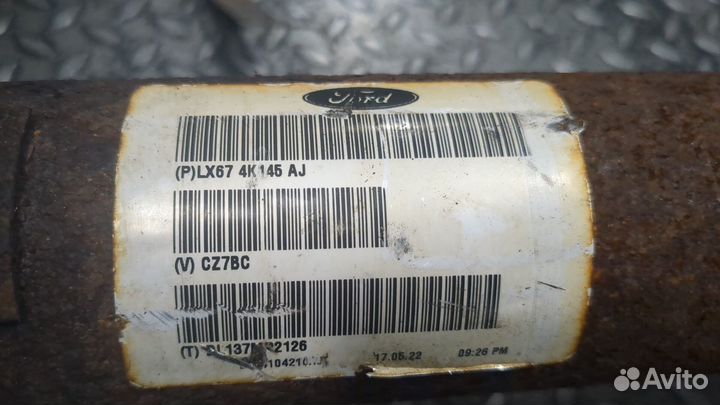 Ford
(P)LX67 4K145 AJ
(V) CZ7BC
(T)
17.05.22 09:26 PM
Avito